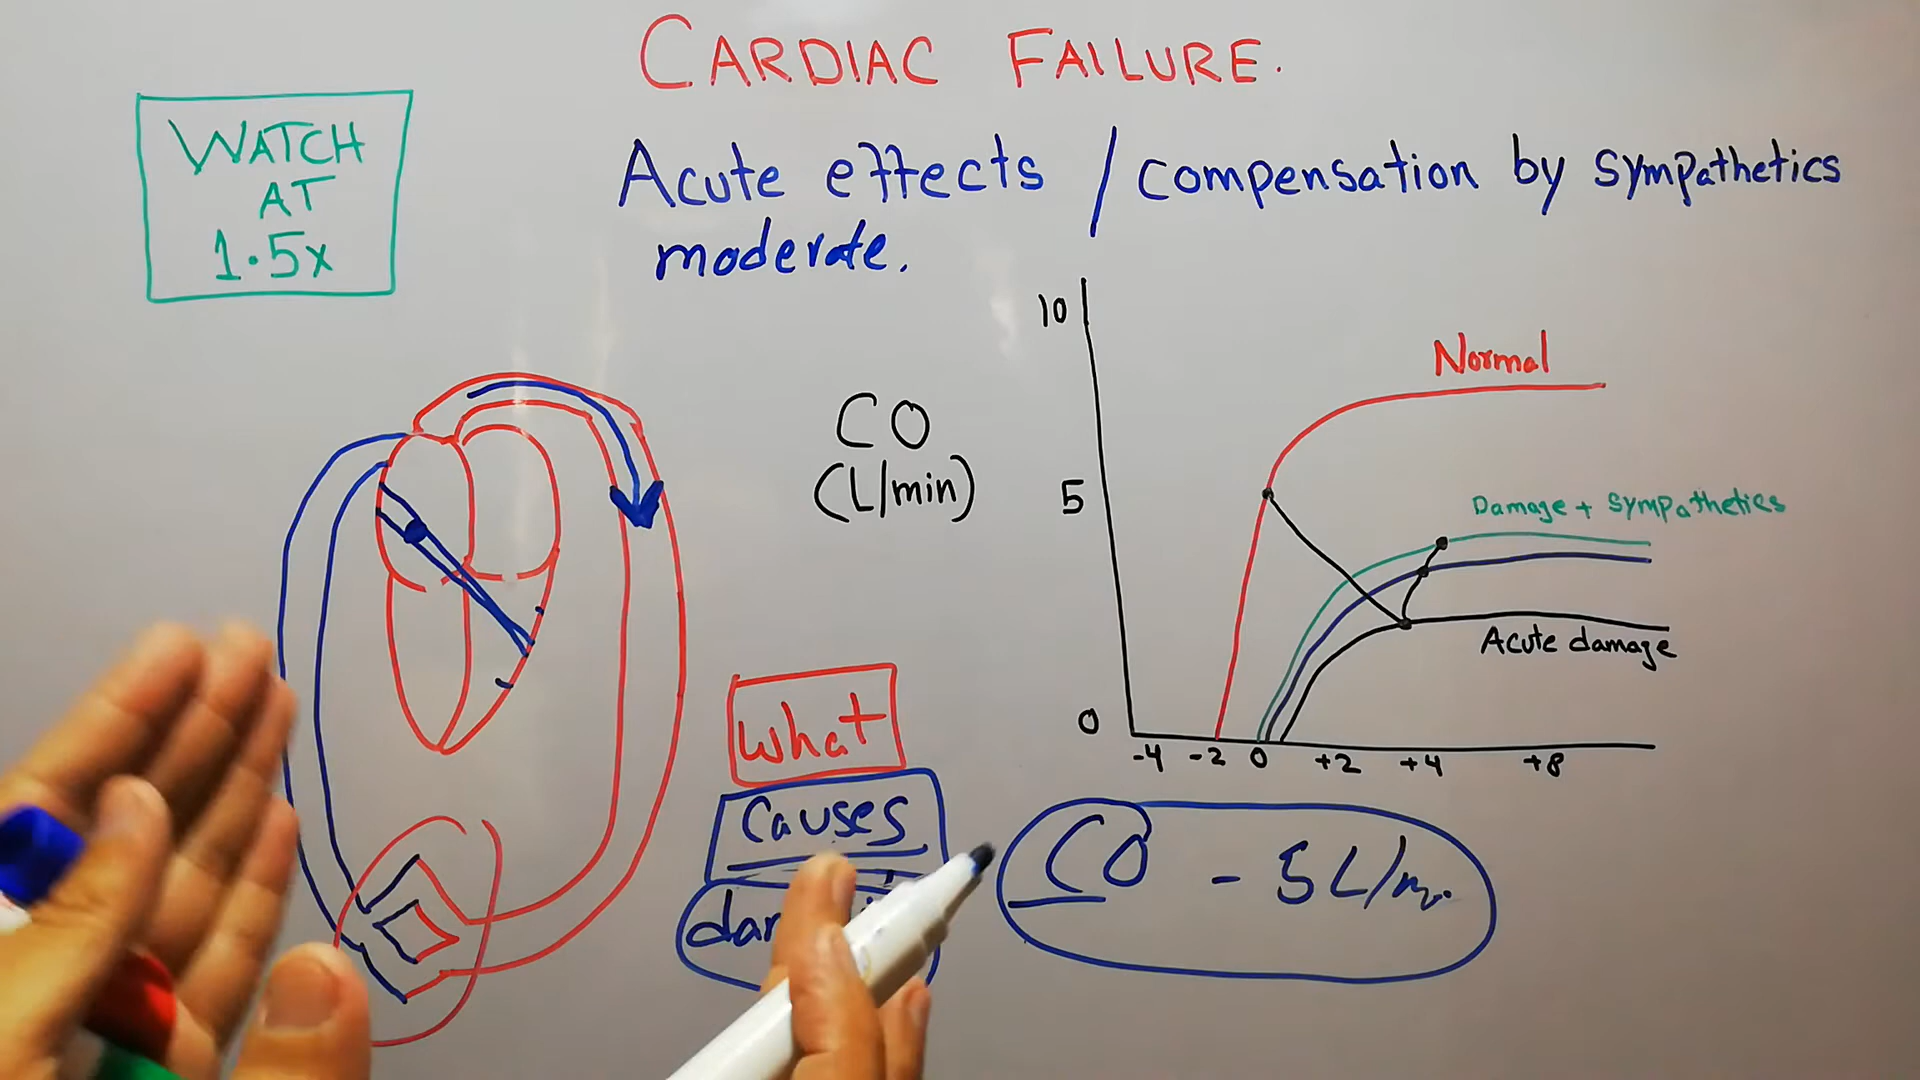 CARDIAC FAILURE.
WATCH
AT
1.5x
Acute effects / compensation by sympathetics
moderate.
CO
(L/min)
10
5
0
Normal
Damage + sympathetics
Acute damage
-4 -2 0 +2 +4 +8
What
Causes
CO - 5L/m.